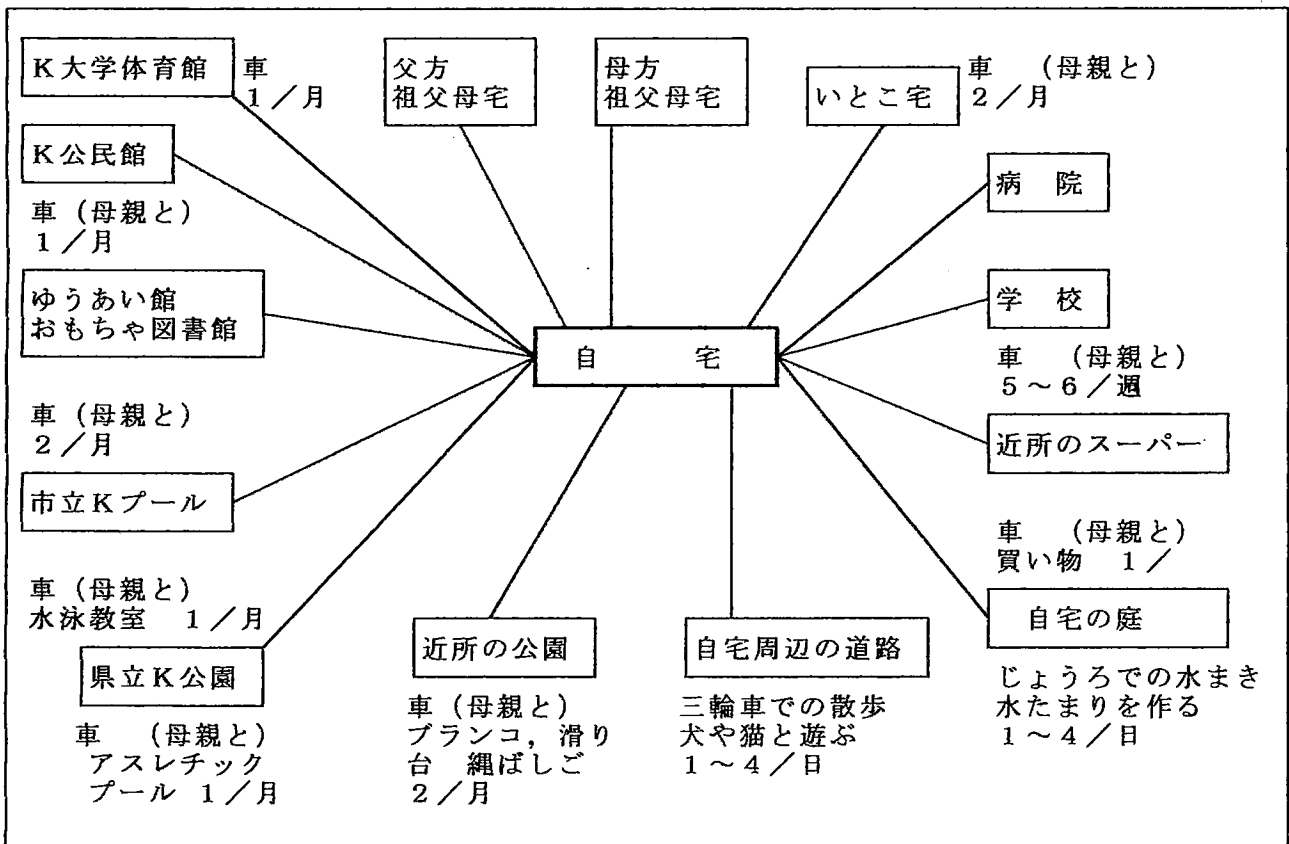 K大学体育館
車
1／月
父方
祖父母宅
母方
祖父母宅
いとこ宅
車 (母親と)
2／月
K公民館
車 (母親と)
1／月
病 院
ゆうあい館
おもちゃ図書館
車 (母親と)
2／月
学 校
車 (母親と)
5～6／週
自 宅
市立Kプール
車 (母親と)
水泳教室 1／月
近所のスーパー
車 (母親と)
買い物 1／
県立K公園
車 (母親と)
アスレチック
プール 1／月
近所の公園
車 (母親と)
ブランコ，滑り
台 縄ばしご
2／月
自宅周辺の道路
三輪車での散歩
犬や猫と遊ぶ
1～4／日
自宅の庭
じょうろでの水まき
水たまりを作る
1～4／日